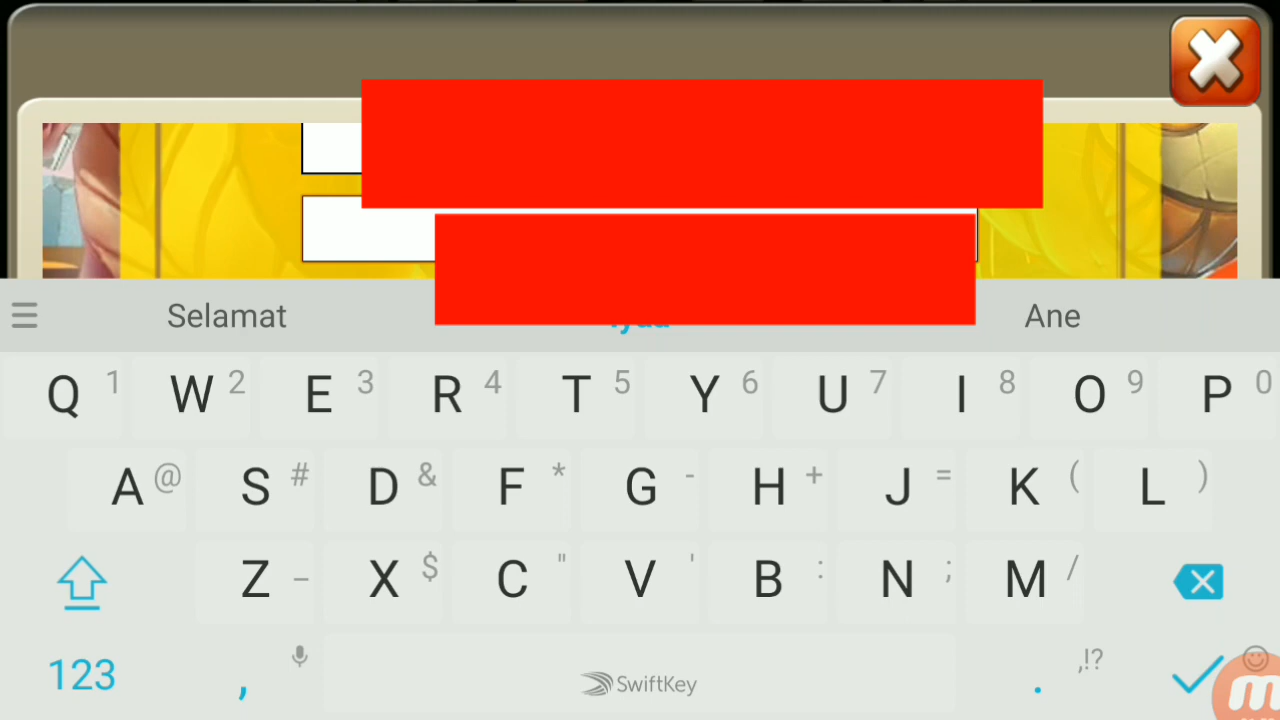 Selamat Ane
Q 1 W 2 E 3 R 4 T 5 Y 6 U 7 I 8 O 9 P 0
A @ S # D & F * G - H + J = K ( L )
Z _ X $ C " V ' B : N ; M /
123 , SwiftKey . ,!?